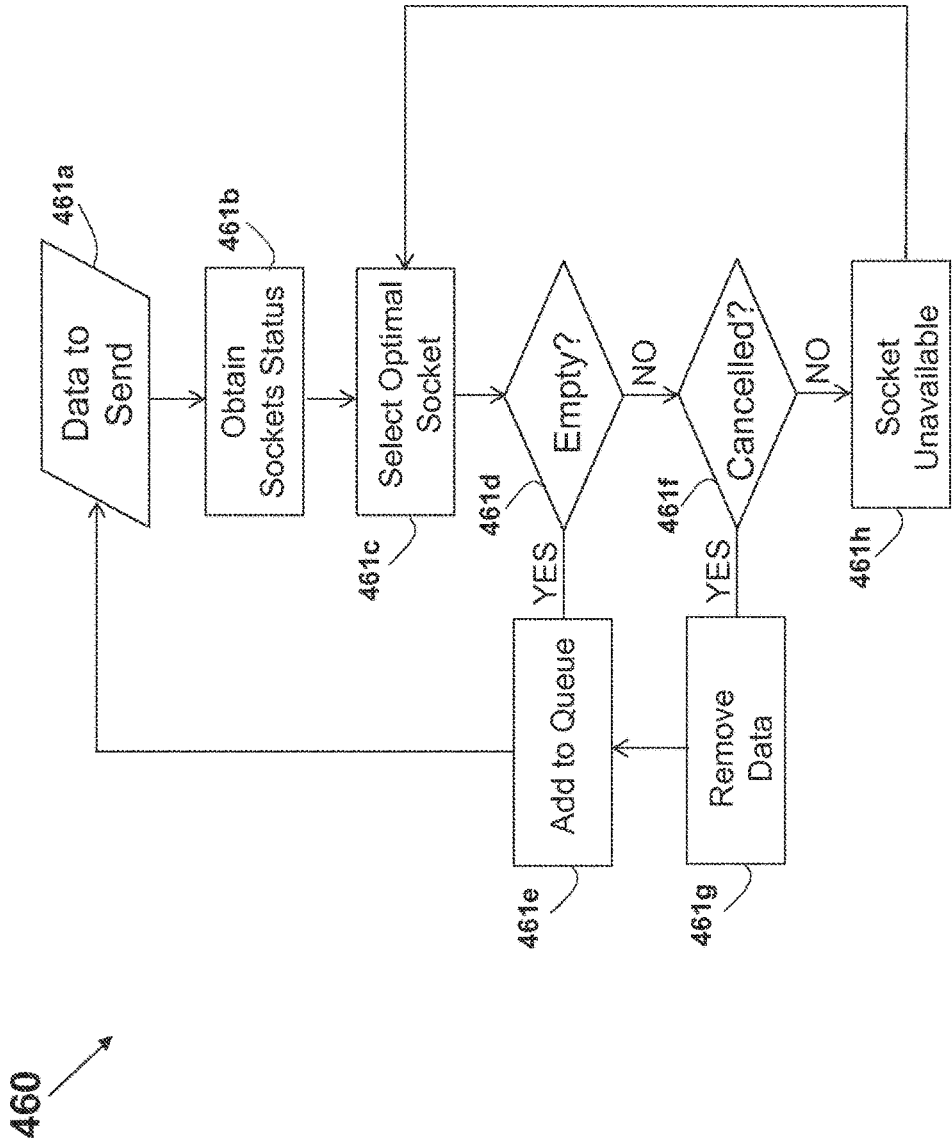 460
461a
Data to
Send
461b
Obtain
Sockets Status
461c
Select Optimal
Socket
461d
Empty?
YES
NO
461e
Add to Queue
461f
Cancelled?
YES
NO
461g
Remove
Data
461h
Socket
Unavailable